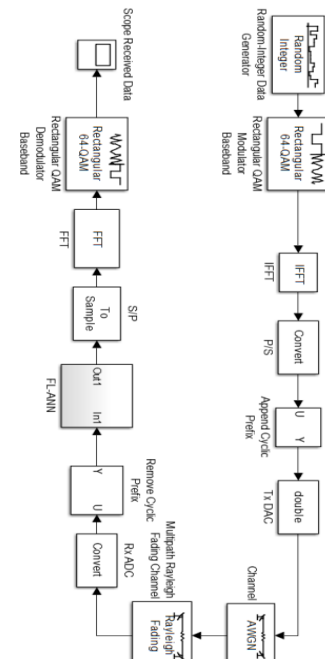 Random
Integer
Random-Integer Data
Generator
Rectangular
64-QAM
Rectangular QAM
Modulator
Baseband
IFFT
IFFT
Convert
P/S
U Y
Append Cyclic
Prefix
double
Tx DAC
Channel
AWGN
Multipath Rayleigh
Fading Channel
Rayleigh
Fading
Rx ADC
Convert
Remove Cyclic
Prefix
Y U
Out1 In1
FL-ANN
S/P
To
Sample
FFT
FFT
Rectangular
64-QAM
Rectangular QAM
Demodulator
Baseband
Scope Received Data